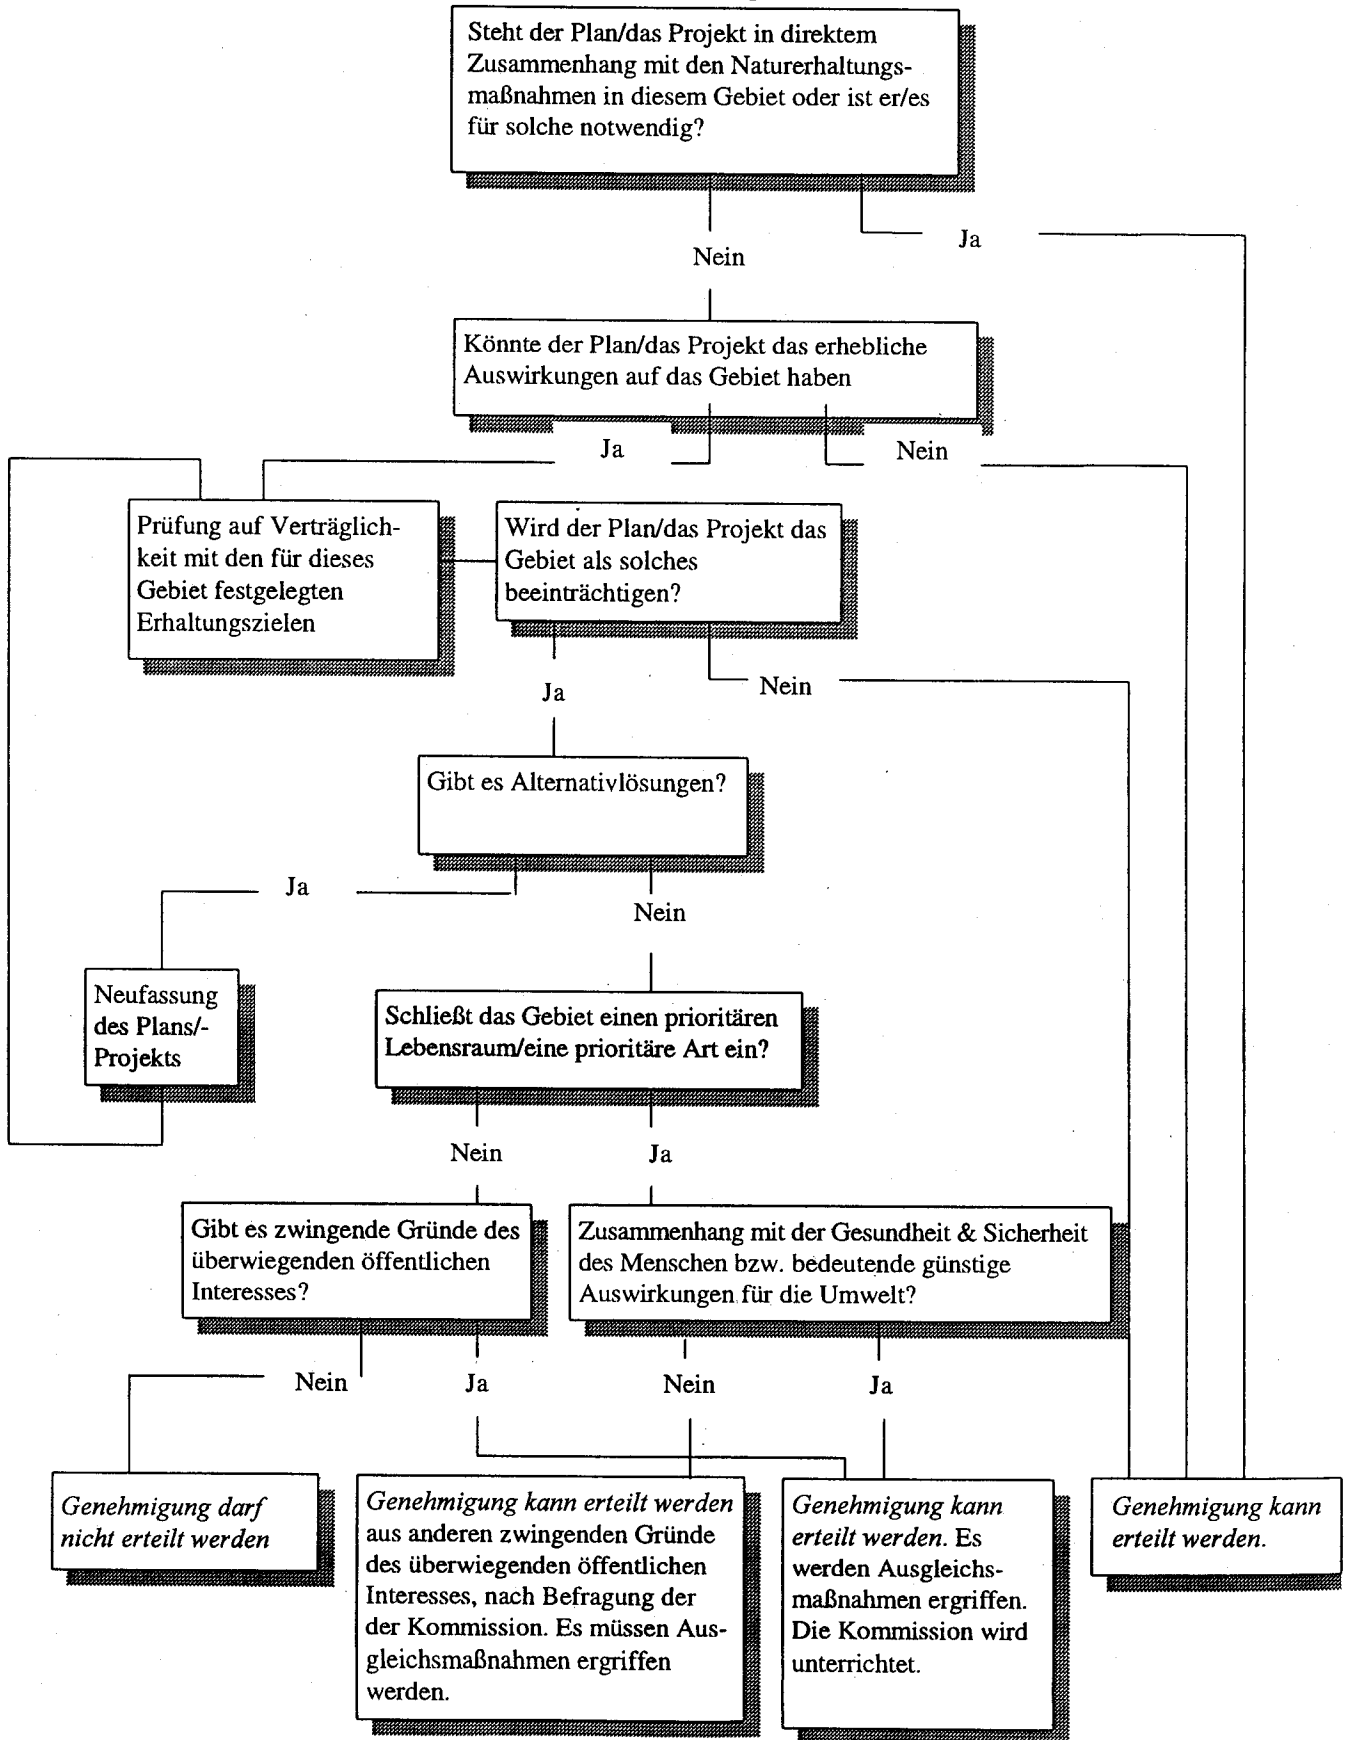 Steht der Plan/das Projekt in direktem
Zusammenhang mit den Naturerhaltungs-
maßnahmen in diesem Gebiet oder ist er/es
für solche notwendig?
Ja
Nein
Könnte der Plan/das Projekt das erhebliche
Auswirkungen auf das Gebiet haben
Ja
Nein
Prüfung auf Verträglich-
keit mit den für dieses
Gebiet festgelegten
Erhaltungszielen
Wird der Plan/das Projekt das
Gebiet als solches
beeinträchtigen?
Ja
Nein
Gibt es Alternativlösungen?
Ja
Nein
Neufassung
des Plans/-
Projekts
Schließt das Gebiet einen prioritären
Lebensraum/eine prioritäre Art ein?
Nein
Ja
Gibt es zwingende Gründe des
überwiegenden öffentlichen
Interesses?
Zusammenhang mit der Gesundheit & Sicherheit
des Menschen bzw. bedeutende günstige
Auswirkungen für die Umwelt?
Nein
Ja
Nein
Ja
Genehmigung darf
nicht erteilt werden
Genehmigung kann erteilt werden
aus anderen zwingenden Gründe
des überwiegenden öffentlichen
Interesses, nach Befragung der
der Kommission. Es müssen Aus-
gleichsmaßnahmen ergriffen
werden.
Genehmigung kann
erteilt werden. Es
werden Ausgleichs-
maßnahmen ergriffen.
Die Kommission wird
unterrichtet.
Genehmigung kann
erteilt werden.